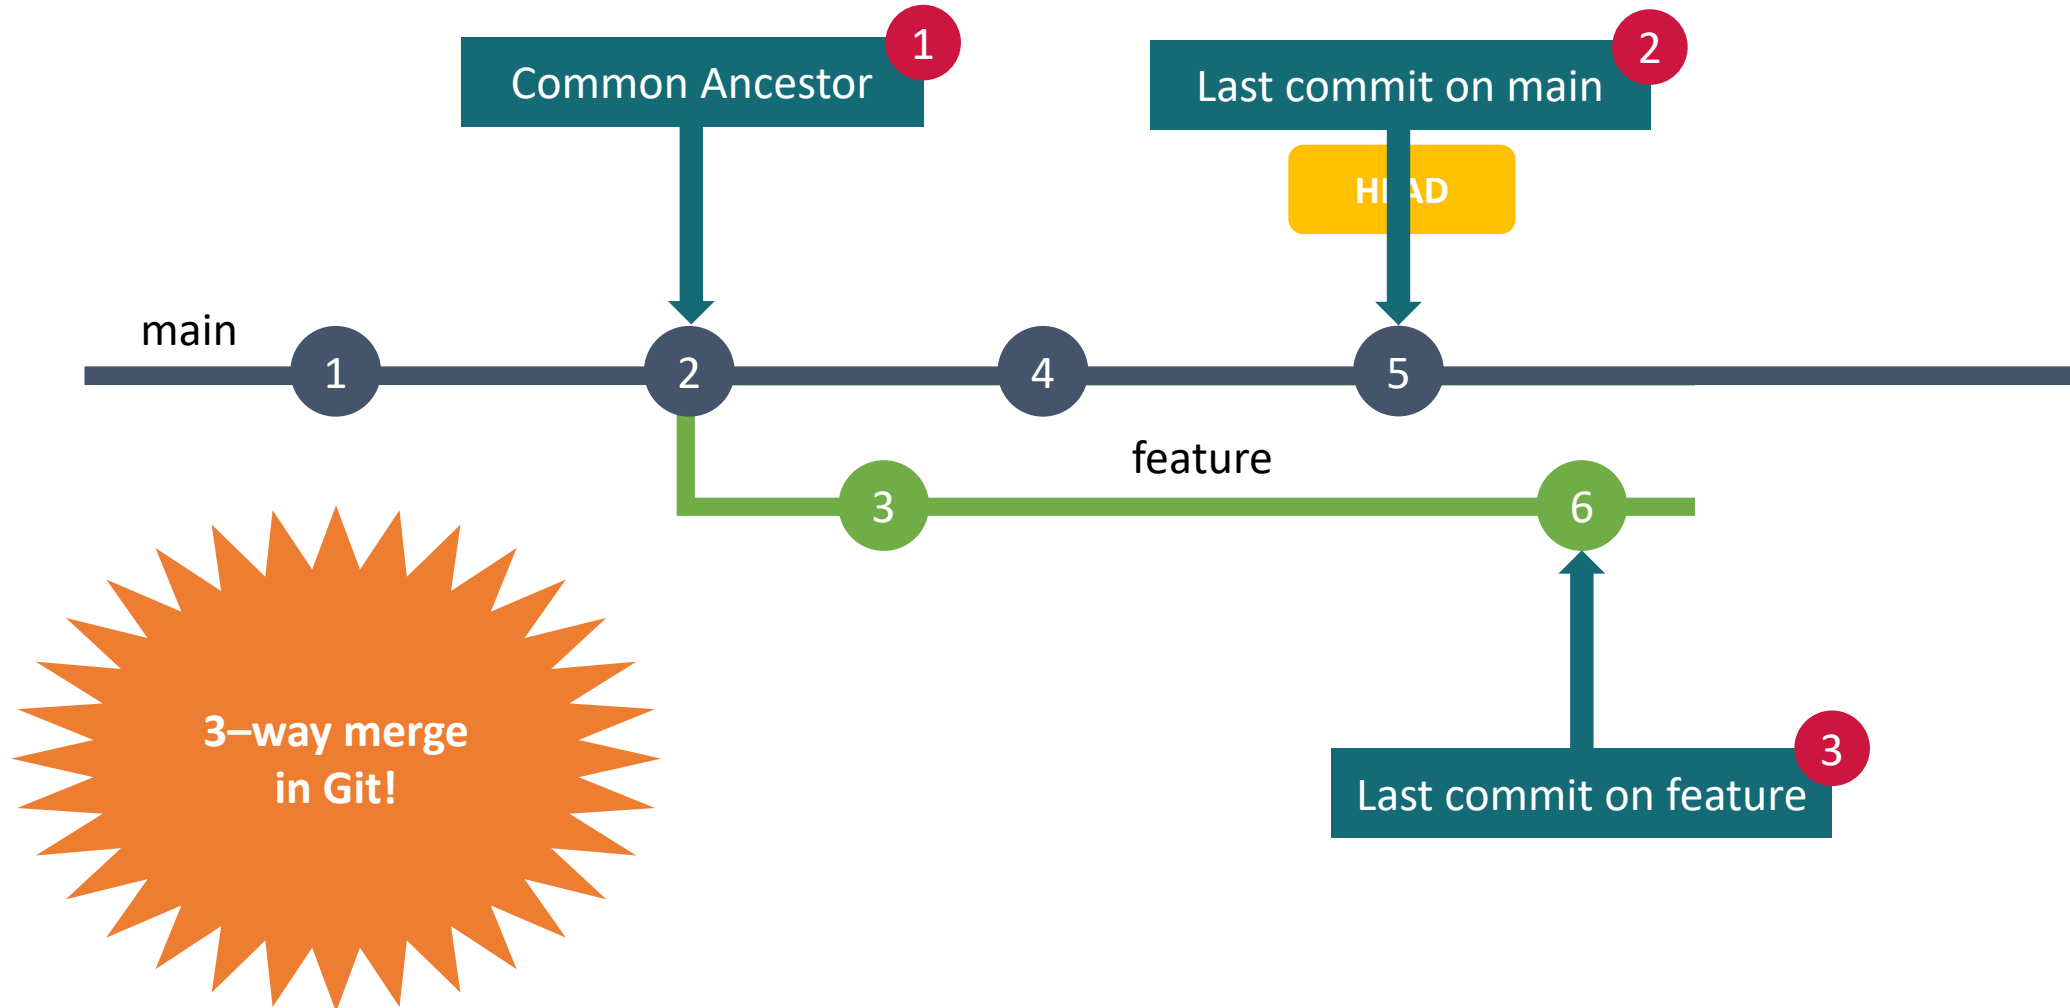 1
Common Ancestor
2
Last commit on main
HEAD
main
1
2
4
5
feature
3
6
3–way merge
in Git!
3
Last commit on feature